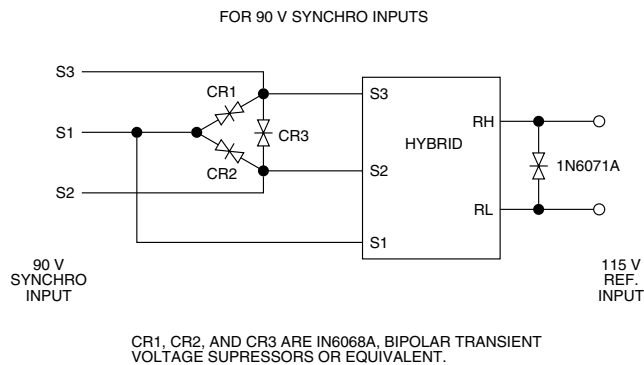 FOR 90 V SYNCHRO INPUTS
S3
CR1
S3
S1
CR3
HYBRID
RH
1N6071A
CR2
S2
S2
RL
S1
90 V
SYNCHRO
INPUT
115 V
REF.
INPUT
CR1, CR2, AND CR3 ARE IN6068A, BIPOLAR TRANSIENT
VOLTAGE SUPRESSORS OR EQUIVALENT.